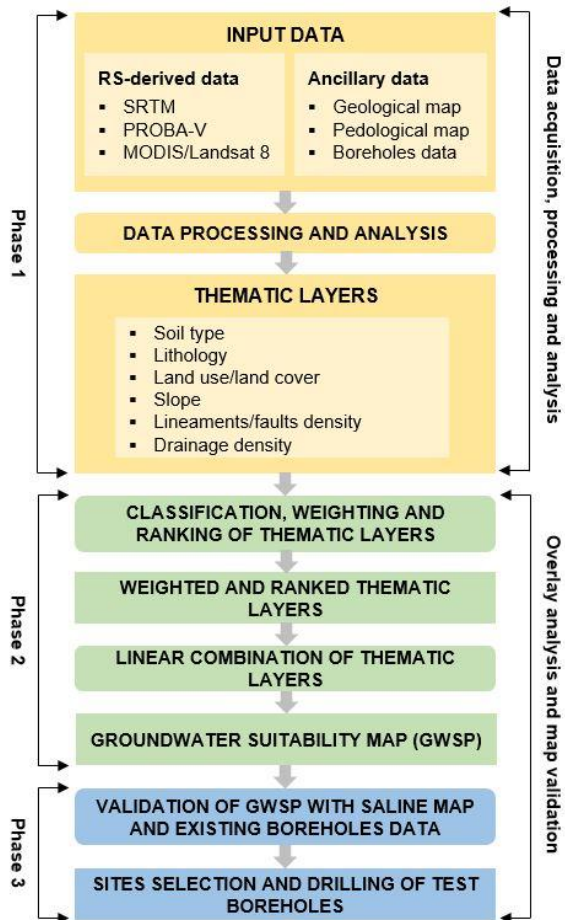 INPUT DATA
RS-derived data
▪ SRTM
▪ PROBA-V
▪ MODIS/Landsat 8
Ancillary data
▪ Geological map
▪ Pedological map
▪ Boreholes data
DATA PROCESSING AND ANALYSIS
THEMATIC LAYERS
▪ Soil type
▪ Lithology
▪ Land use/land cover
▪ Slope
▪ Lineaments/faults density
▪ Drainage density
Phase 1
Data acquisition, processing and analysis
CLASSIFICATION, WEIGHTING AND
RANKING OF THEMATIC LAYERS
WEIGHTED AND RANKED THEMATIC
LAYERS
LINEAR COMBINATION OF THEMATIC
LAYERS
GROUNDWATER SUITABILITY MAP (GWSP)
Phase 2
VALIDATION OF GWSP WITH SALINE MAP
AND EXISTING BOREHOLES DATA
SITES SELECTION AND DRILLING OF TEST
BOREHOLES
Phase 3
Overlay analysis and map validation